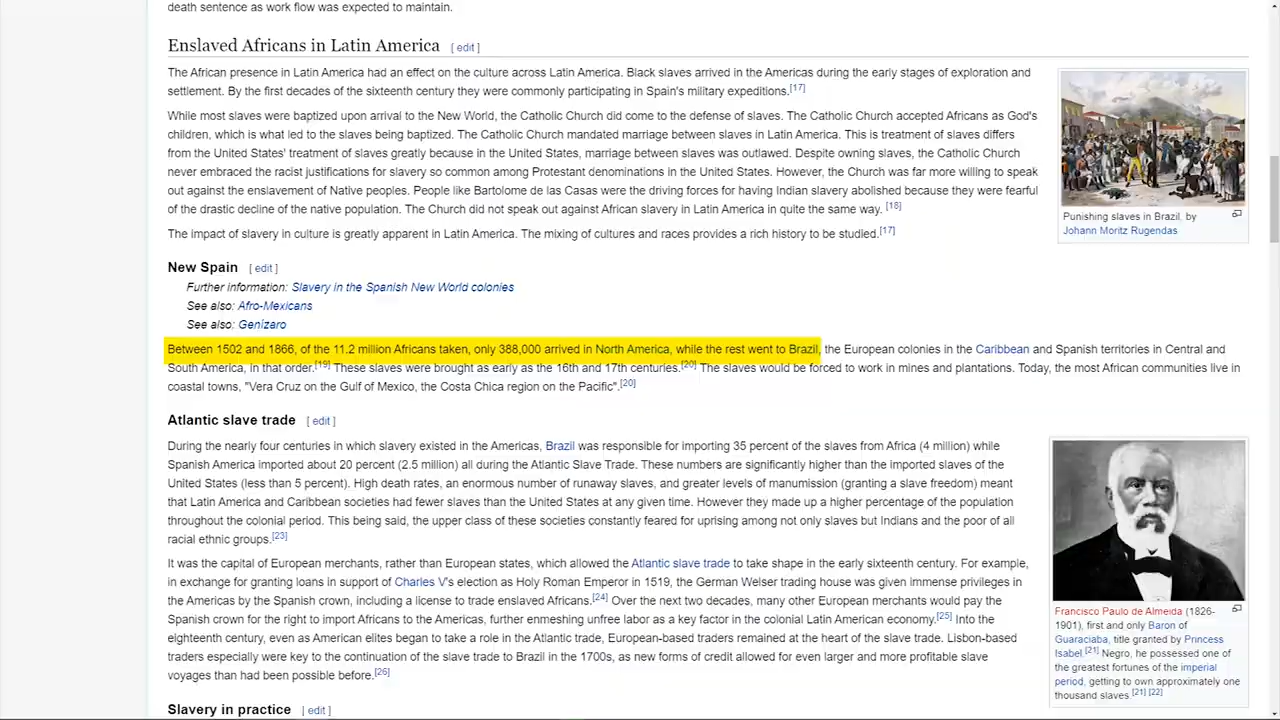 death sentence as work flow was expected to maintain.
Enslaved Africans in Latin America [ edit ]
The African presence in Latin America had an effect on the culture across Latin America. Black slaves arrived in the Americas during the early stages of exploration and
settlement. By the first decades of the sixteenth century they were commonly participating in Spain's military expeditions.[17]
While most slaves were baptized upon arrival to the New World, the Catholic Church did come to the defense of slaves. The Catholic Church accepted Africans as God's
children, which is what led to the slaves being baptized. The Catholic Church mandated marriage between slaves in Latin America. This is treatment of slaves differs
from the United States' treatment of slaves greatly because in the United States, marriage between slaves was outlawed. Despite owning slaves, the Catholic Church
never embraced the racist justifications for slavery so common among Protestant denominations in the United States. However, the Church was far more willing to speak
out against the enslavement of Native peoples. People like Bartolome de las Casas were the driving forces for having Indian slavery abolished because they were fearful
of the drastic decline of the native population. The Church did not speak out against African slavery in Latin America in quite the same way. [18]
The impact of slavery in culture is greatly apparent in Latin America. The mixing of cultures and races provides a rich history to be studied.[17]
Punishing slaves in Brazil, by
Johann Moritz Rugendas
New Spain [ edit ]
Further information: Slavery in the Spanish New World colonies
See also: Afro-Mexicans
See also: Genízaro
Between 1502 and 1866, of the 11.2 million Africans taken, only 388,000 arrived in North America, while the rest went to Brazil, the European colonies in the Caribbean and Spanish territories in Central and
South America, in that order.[19] These slaves were brought as early as the 16th and 17th centuries.[20] The slaves would be forced to work in mines and plantations. Today, the most African communities live in
coastal towns, "Vera Cruz on the Gulf of Mexico, the Costa Chica region on the Pacific".[20]
Atlantic slave trade [ edit ]
During the nearly four centuries in which slavery existed in the Americas, Brazil was responsible for importing 35 percent of the slaves from Africa (4 million) while
Spanish America imported about 20 percent (2.5 million) all during the Atlantic Slave Trade. These numbers are significantly higher than the imported slaves of the
United States (less than 5 percent). High death rates, an enormous number of runaway slaves, and greater levels of manumission (granting a slave freedom) meant
that Latin America and Caribbean societies had fewer slaves than the United States at any given time. However they made up a higher percentage of the population
throughout the colonial period. This being said, the upper class of these societies constantly feared for uprising among not only slaves but Indians and the poor of all
racial ethnic groups.[23]
It was the capital of European merchants, rather than European states, which allowed the Atlantic slave trade to take shape in the early sixteenth century. For example,
in exchange for granting loans in support of Charles V's election as Holy Roman Emperor in 1519, the German Welser trading house was given immense privileges in
the Americas by the Spanish crown, including a license to trade enslaved Africans.[24] Over the next two decades, many other European merchants would pay the
Spanish crown for the right to import Africans to the Americas, further enmeshing unfree labor as a key factor in the colonial Latin American economy.[25] Into the
eighteenth century, even as American elites began to take a role in the Atlantic trade, European-based traders remained at the heart of the slave trade. Lisbon-based
traders especially were key to the continuation of the slave trade to Brazil in the 1700s, as new forms of credit allowed for even larger and more profitable slave
voyages than had been possible before.[26]
Francisco Paulo de Almeida (1826-
1901), first and only Baron of
Guaraciaba, title granted by Princess
Isabel.[21] Negro, he possessed one of
the greatest fortunes of the imperial
period, getting to own approximately one
thousand slaves.[21] [22]
Slavery in practice [ edit ]